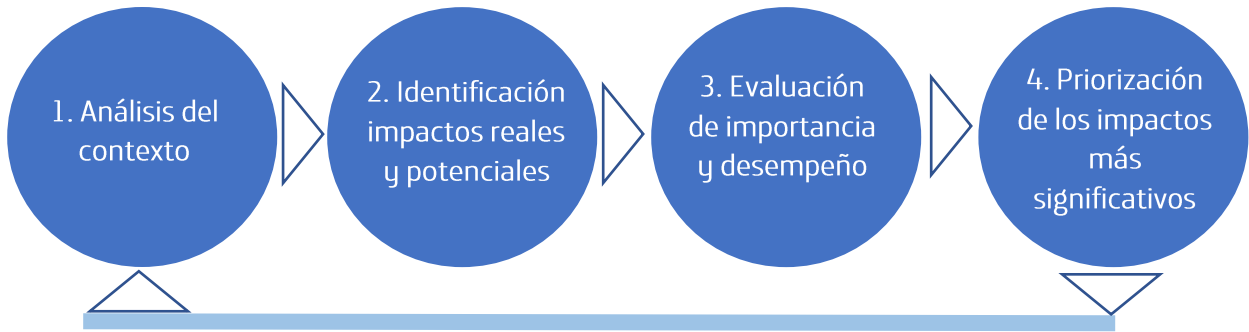 1. Análisis del
contexto
2. Identificación
impactos reales
y potenciales
3. Evaluación
de importancia
y desempeño
4. Priorización
de los impactos
más
significativos